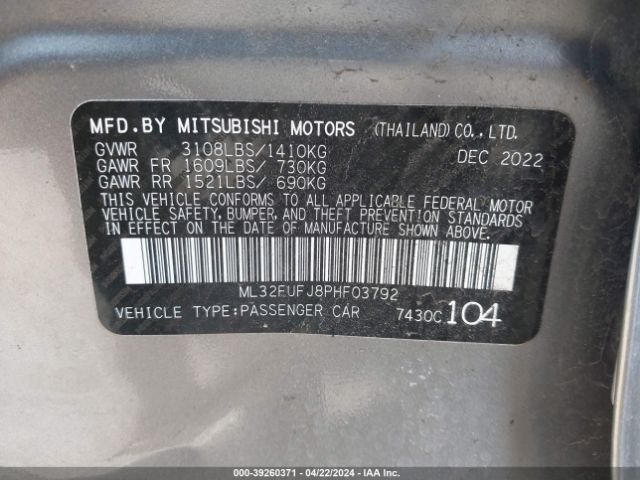 MFD.BY MITSUBISHI MOTORS (THAILAND) CO., LTD.
GVWR 3108LBS/1410KG DEC 2022
GAWR FR 1609LBS/ 730KG
GAWR RR 1521LBS/ 690KG
THIS VEHICLE CONFORMS TO ALL APPLICABLE FEDERAL MOTOR
VEHICLE SAFETY, BUMPER, AND THEFT PREVENTION STANDARDS
IN EFFECT ON THE DATE OF MANUFACTURE SHOWN ABOVE.
ML32FUFJ8PHF03792
VEHICLE TYPE:PASSENGER CAR 7430C 104
000-39260371 - 04/22/2024 - IAA Inc.